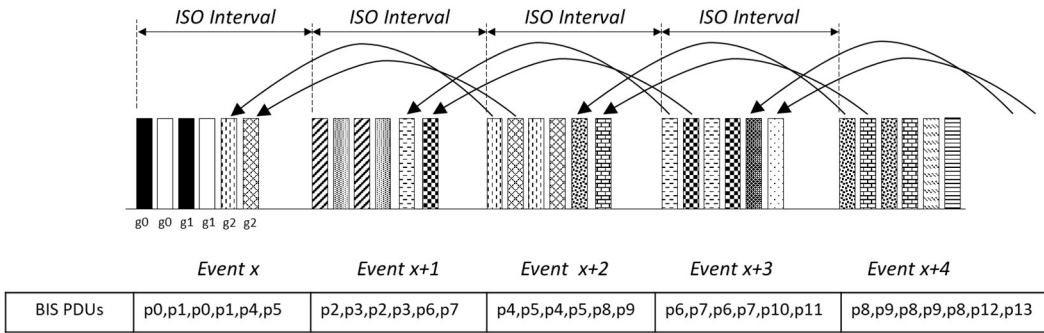 ISO Interval ISO Interval ISO Interval ISO Interval
g0 g0 g1 g1 g2 g2
Event x Event x+1 Event x+2 Event x+3 Event x+4
BIS PDUs p0,p1,p0,p1,p4,p5 p2,p3,p2,p3,p6,p7 p4,p5,p4,p5,p8,p9 p6,p7,p6,p7,p10,p11 p8,p9,p8,p9,p8,p12,p13